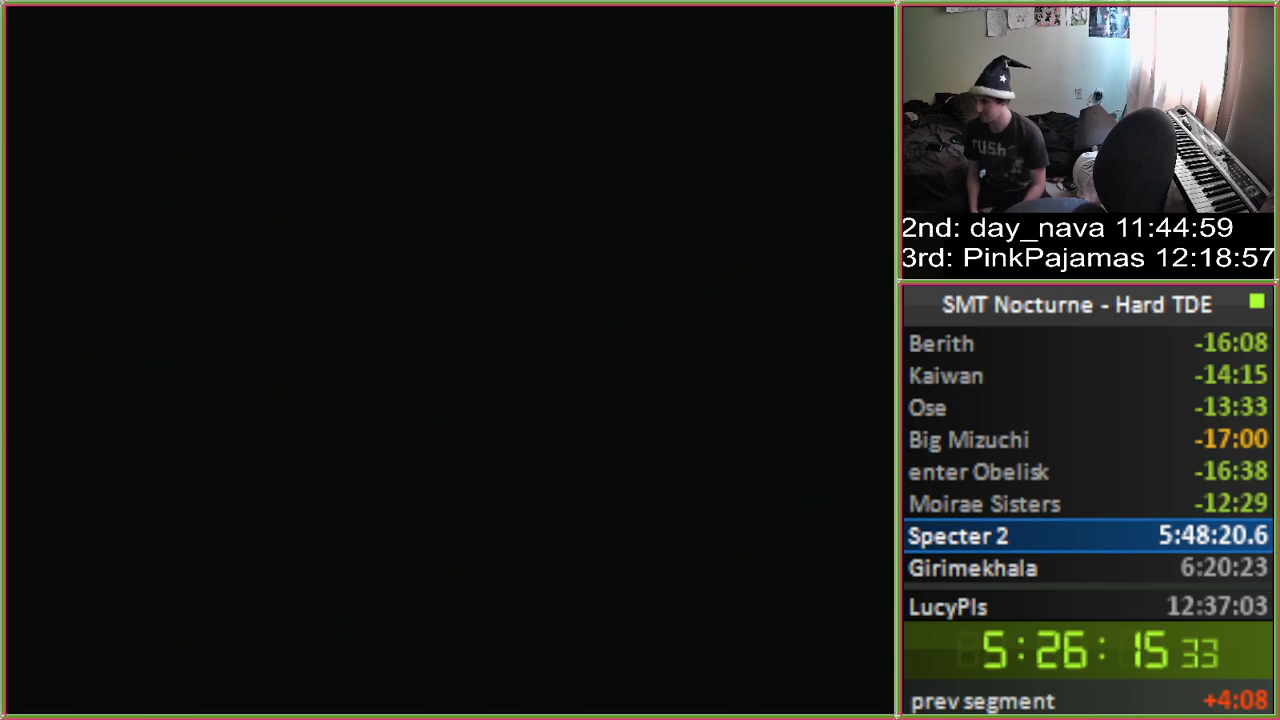 rush
2nd: day_nava 11:44:59
3rd: PinkPajamas 12:18:57
SMT Nocturne - Hard TDE
Berith -16:08
Kaiwan -14:15
Ose -13:33
Big Mizuchi -17:00
enter Obelisk -16:38
Moirae Sisters -12:29
Specter 2 5:48:20.6
Girimekhala 6:20:23
LucyPls 12:37:03
5:26:15 33
prev segment +4:08